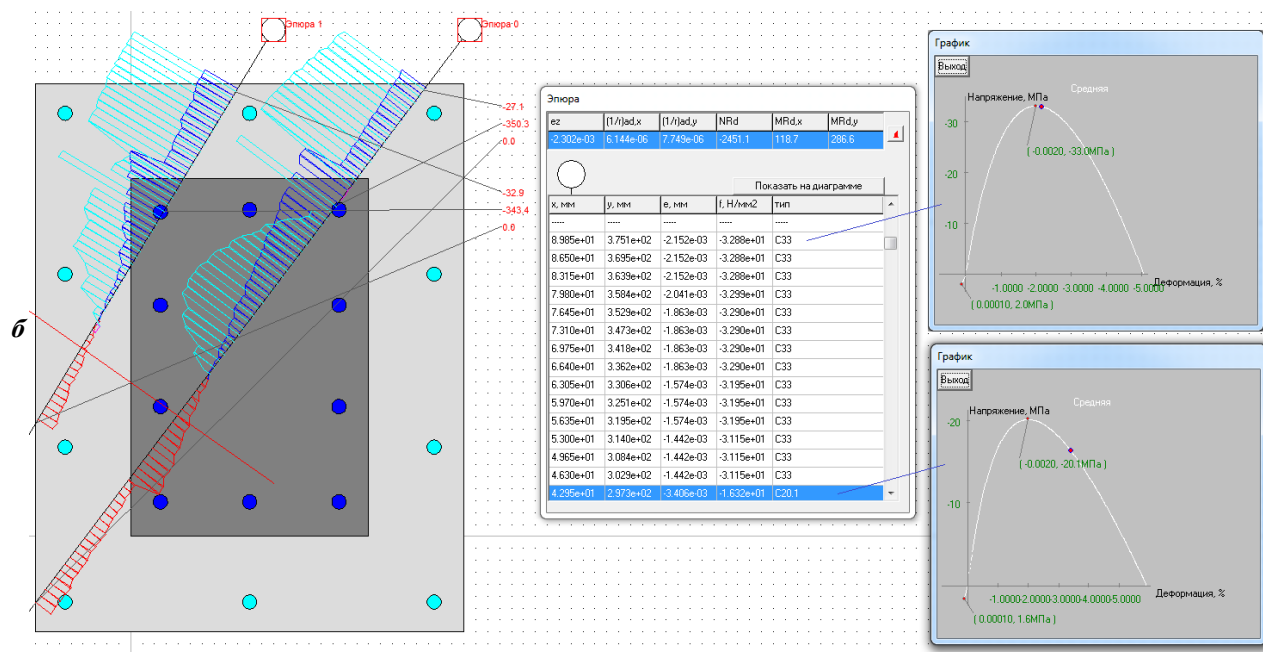 Эпюра 1
Эпюра 0
-27.1
-350.3
0.0
-32.9
-343.4
0.0
б
Эпюра
ez [1/r]ad,x [1/r]ad,y NRd MRd,x MRd,y
-2.302e-03 6.144e-06 7.749e-06 -2451.1 118.7 286.6
Показать на диаграмме
x, мм y, мм e, мм f, Н/мм2 тип
----- ----- ----- ----- -----
8.985e+01 3.751e+02 -2.152e-03 -3.288e+01 C33
8.650e+01 3.695e+02 -2.152e-03 -3.288e+01 C33
8.315e+01 3.639e+02 -2.152e-03 -3.288e+01 C33
7.980e+01 3.584e+02 -2.041e-03 -3.299e+01 C33
7.645e+01 3.529e+02 -1.863e-03 -3.290e+01 C33
7.310e+01 3.473e+02 -1.863e-03 -3.290e+01 C33
6.975e+01 3.418e+02 -1.863e-03 -3.290e+01 C33
6.640e+01 3.362e+02 -1.863e-03 -3.290e+01 C33
6.305e+01 3.306e+02 -1.574e-03 -3.195e+01 C33
5.970e+01 3.251e+02 -1.574e-03 -3.195e+01 C33
5.635e+01 3.195e+02 -1.574e-03 -3.195e+01 C33
5.300e+01 3.140e+02 -1.442e-03 -3.115e+01 C33
4.965e+01 3.084e+02 -1.442e-03 -3.115e+01 C33
4.630e+01 3.029e+02 -1.442e-03 -3.115e+01 C33
4.295e+01 2.973e+02 -3.406e-03 -1.632e+01 C20.1
График
Выход
Средняя
Напряжение, МПа
-30
( -0.0020, -33.0МПа )
-20
-10
Деформация, %
-1.0000 -2.0000 -3.0000 -4.0000 -5.0000
( 0.00010, 2.0МПа )
График
Выход
Средняя
Напряжение, МПа
-20
( -0.0020, -20.1МПа )
-10
Деформация, %
-1.0000-2.0000-3.0000-4.0000-5.0000
( 0.00010, 1.6МПа )